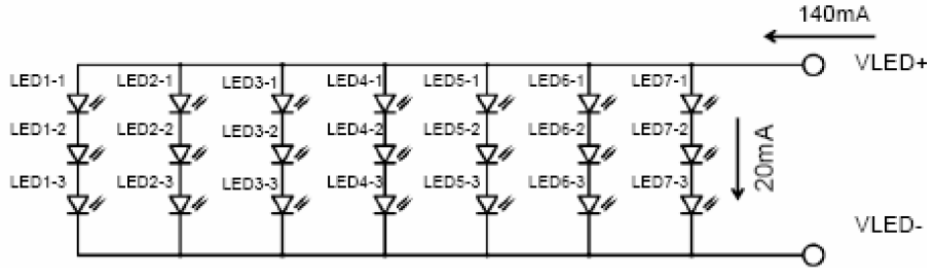 140mA
VLED+
LED1-1 LED2-1 LED3-1 LED4-1 LED5-1 LED6-1 LED7-1
LED1-2 LED2-2 LED3-2 LED4-2 LED5-2 LED6-2 LED7-2
20mA
LED1-3 LED2-3 LED3-3 LED4-3 LED5-3 LED6-3 LED7-3
VLED-